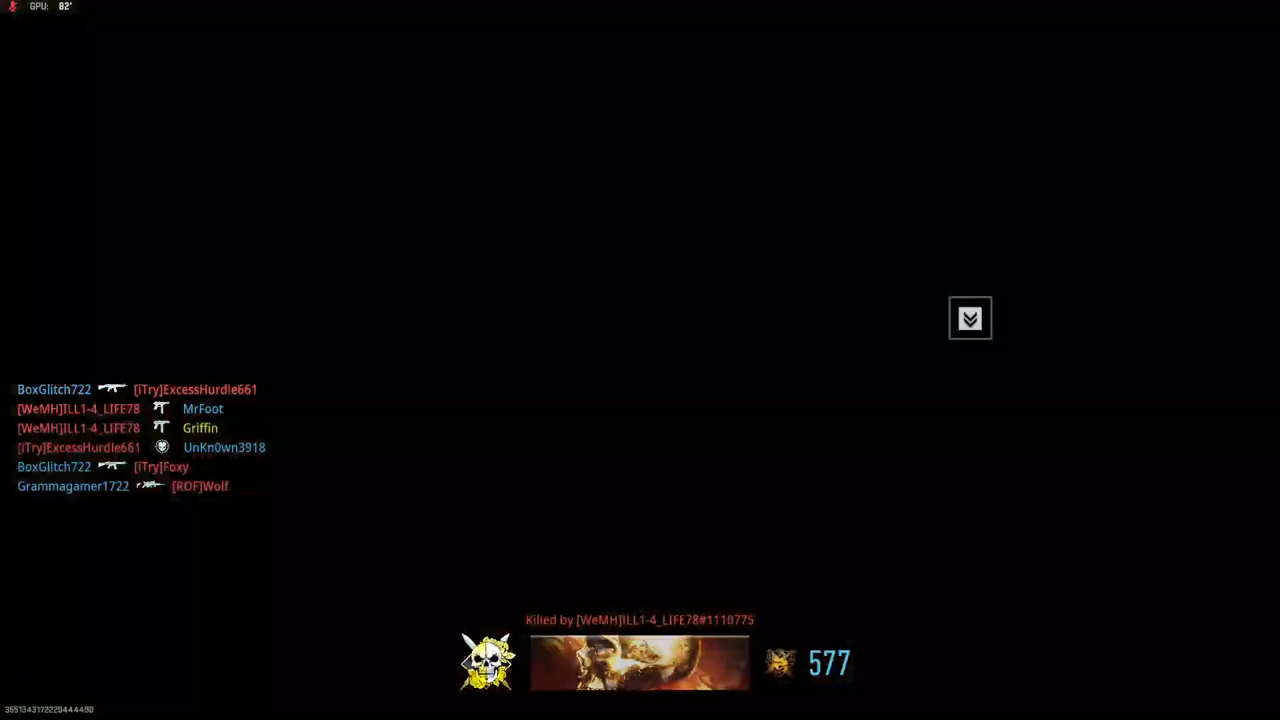 GPU: 82°
BoxGlitch722 [iTry]ExcessHurdle661
[WeMH]ILL1-4_LIFE78 MrFoot
[WeMH]ILL1-4_LIFE78 Griffin
[iTry]ExcessHurdle661 UnKn0wn3918
BoxGlitch722 [iTry]Foxy
Grammagamer1722 [ROF]Wolf
Killed by [WeMH]ILL1-4_LIFE78#1110775
577